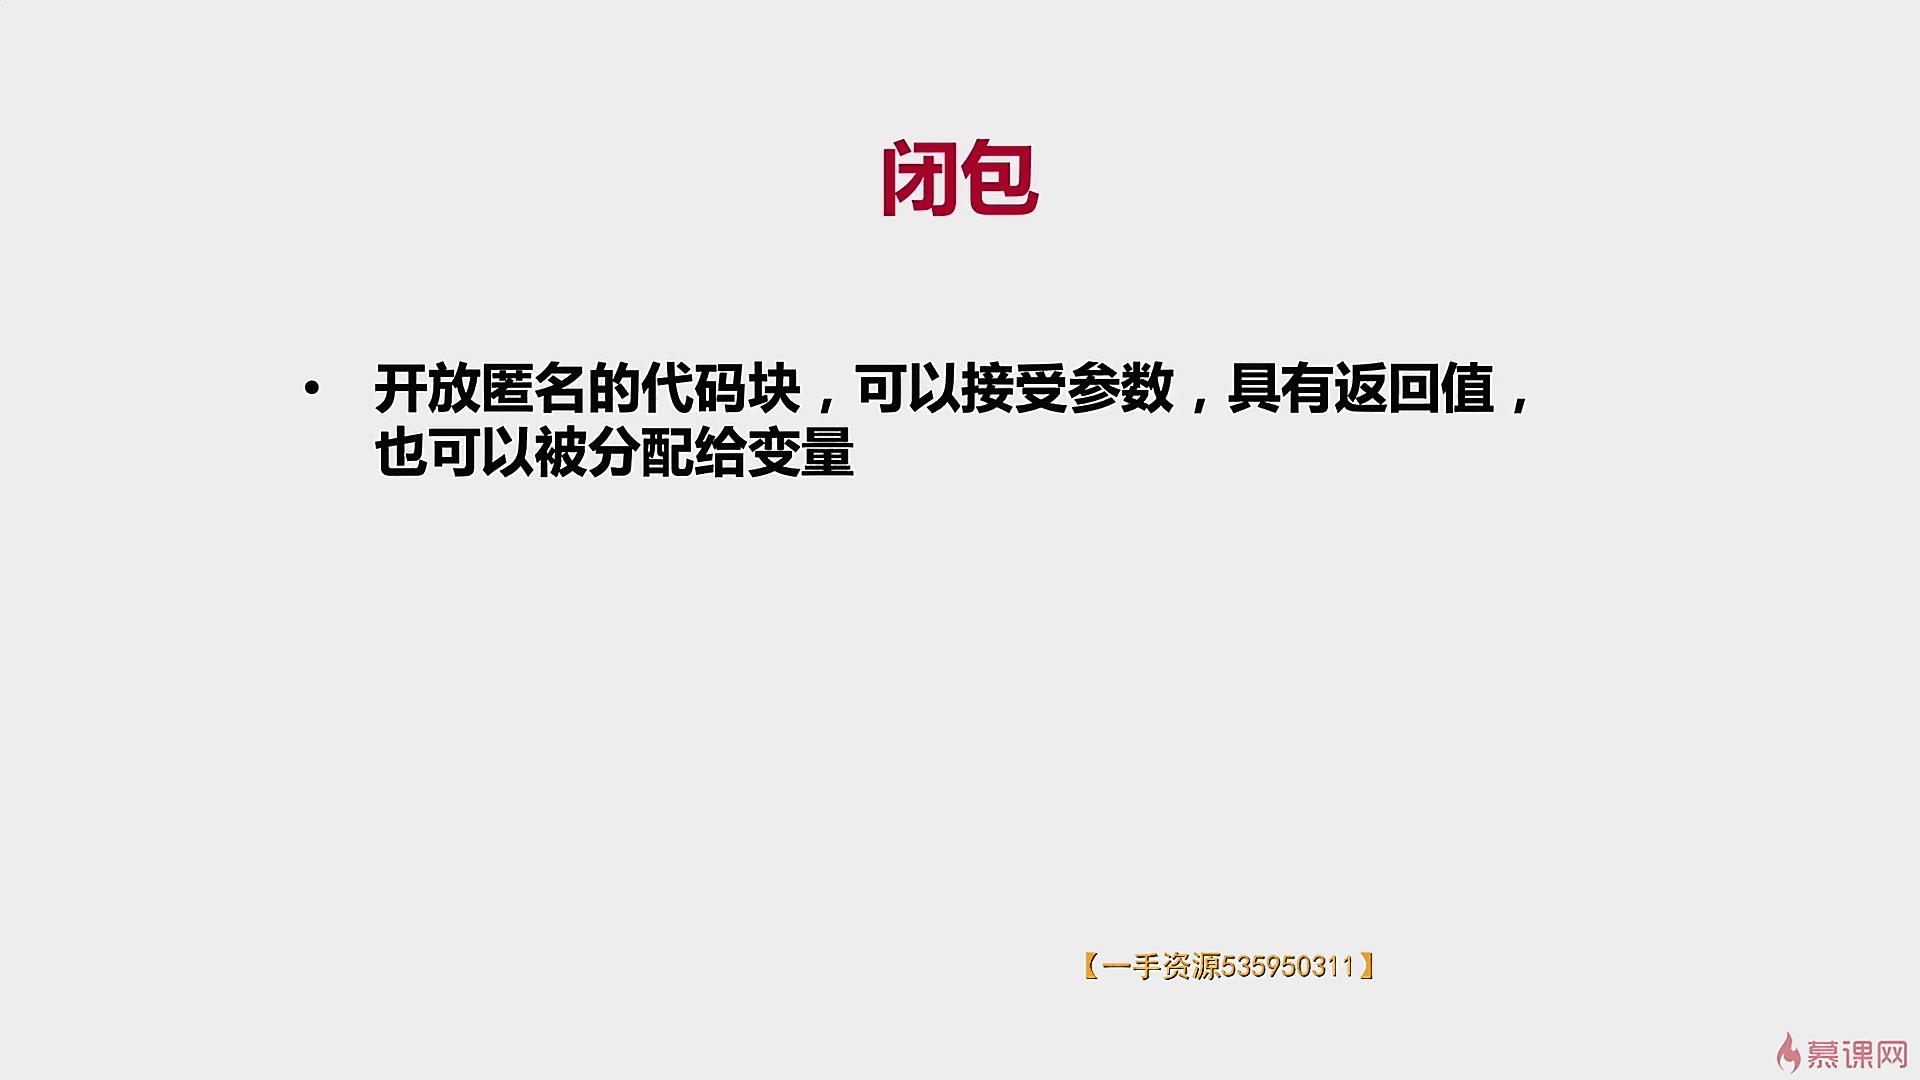 闭包
• 开放匿名的代码块，可以接受参数，具有返回值，
也可以被分配给变量
【一手资源535950311】
慕课网